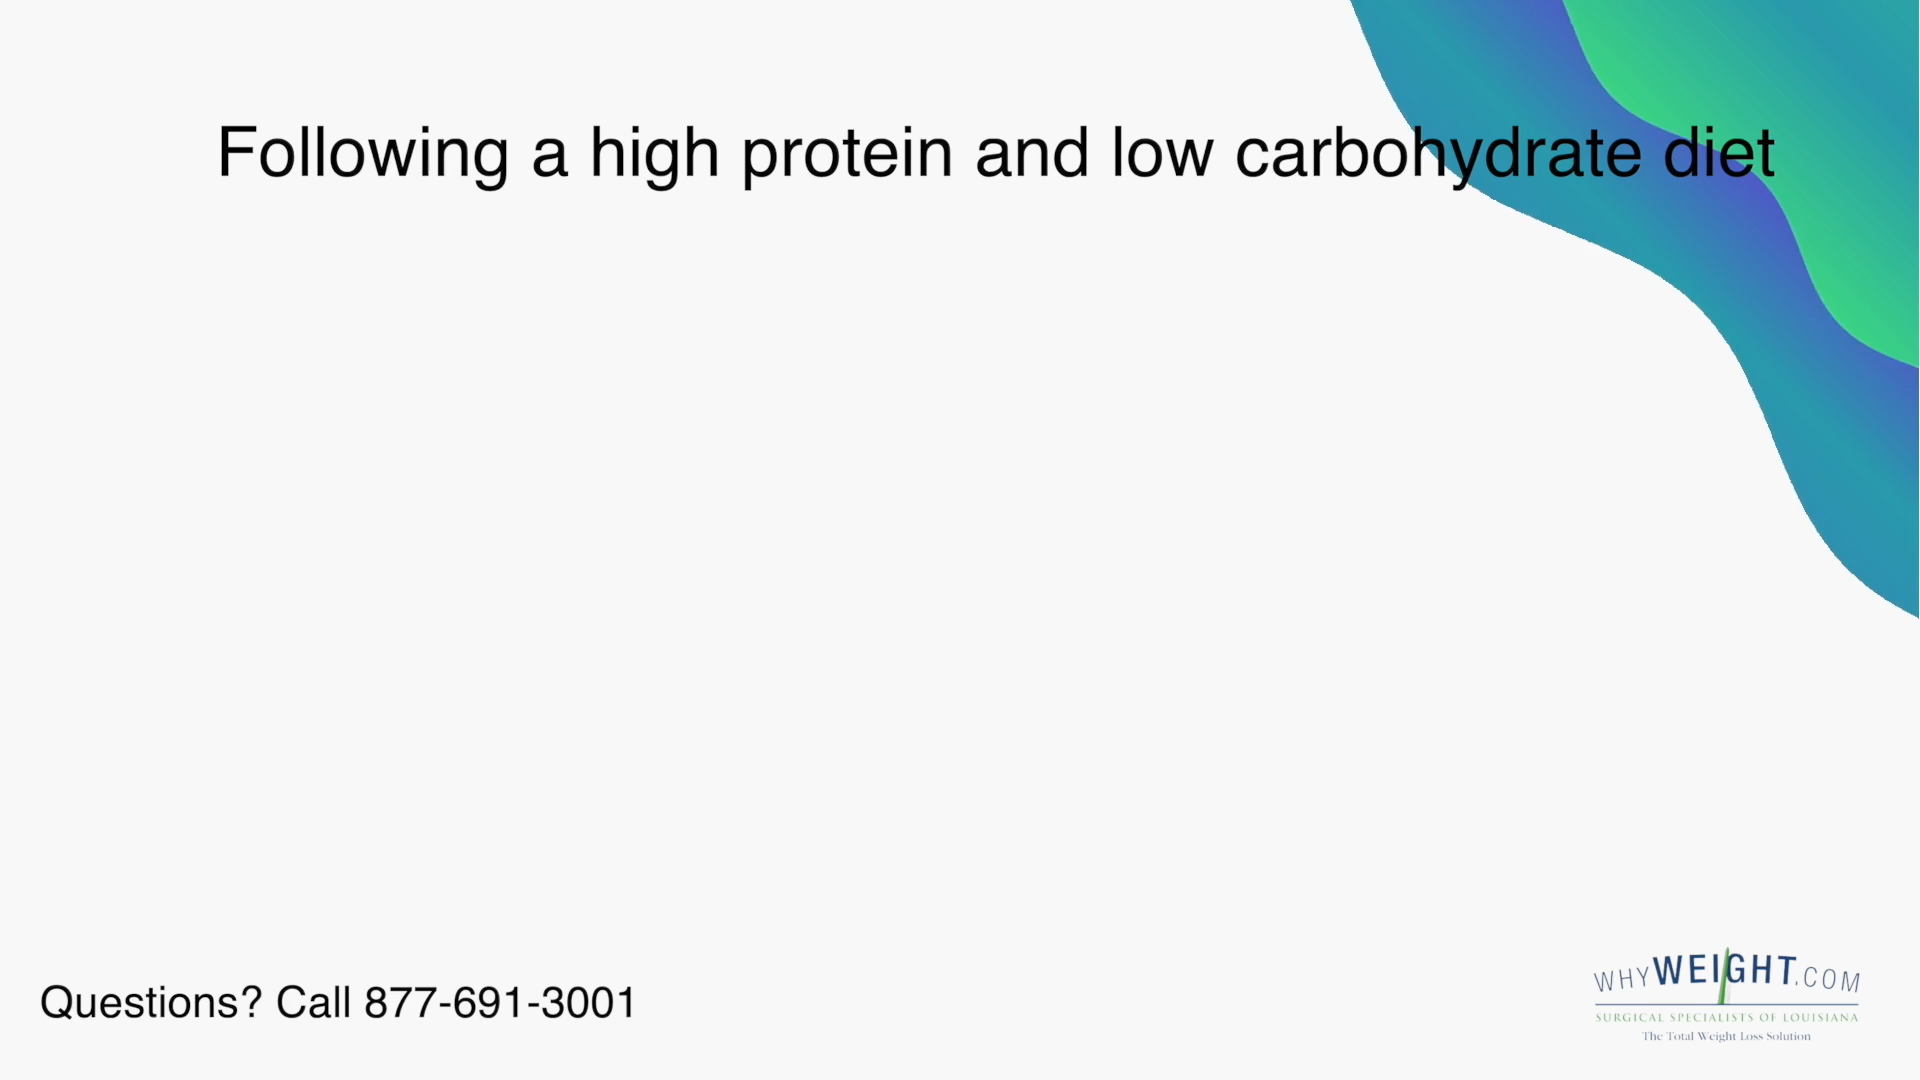 Following a high protein and low carbohydrate diet
Questions? Call 877-691-3001
WHYWEIGHT.COM
SURGICAL SPECIALISTS OF LOUISIANA
The Total Weight Loss Solution